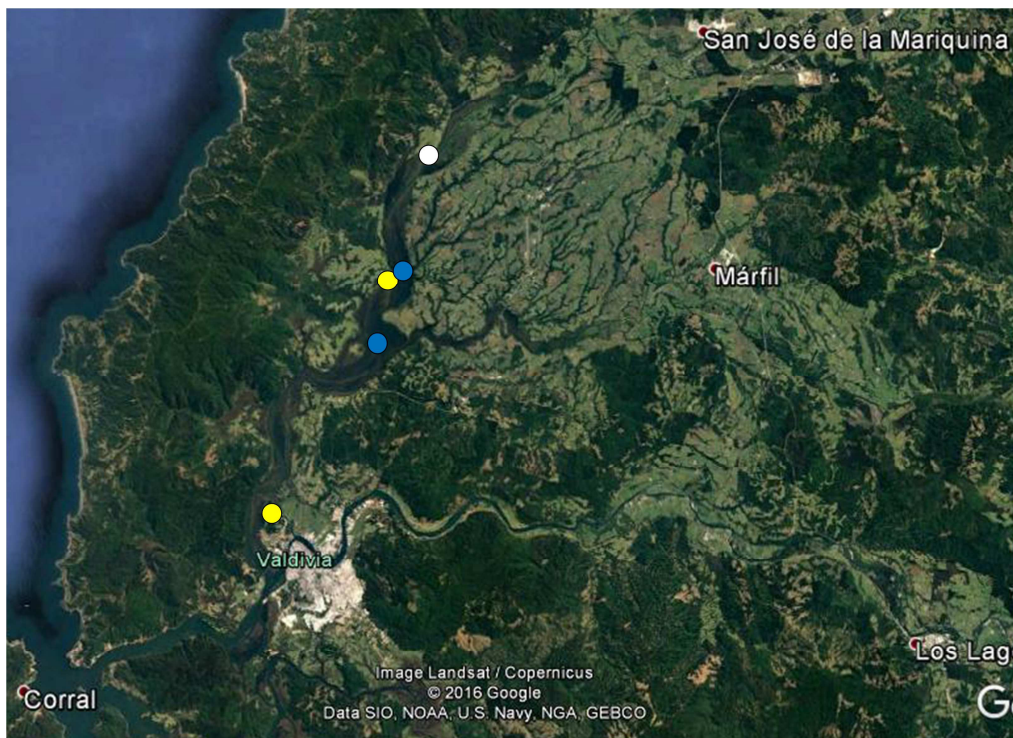 San José de la Mariquina
Márfil
Valdivia
Los Lag
Image Landsat / Copernicus
© 2016 Google
Data SIO, NOAA, U.S. Navy, NGA, GEBCO
Corral
G